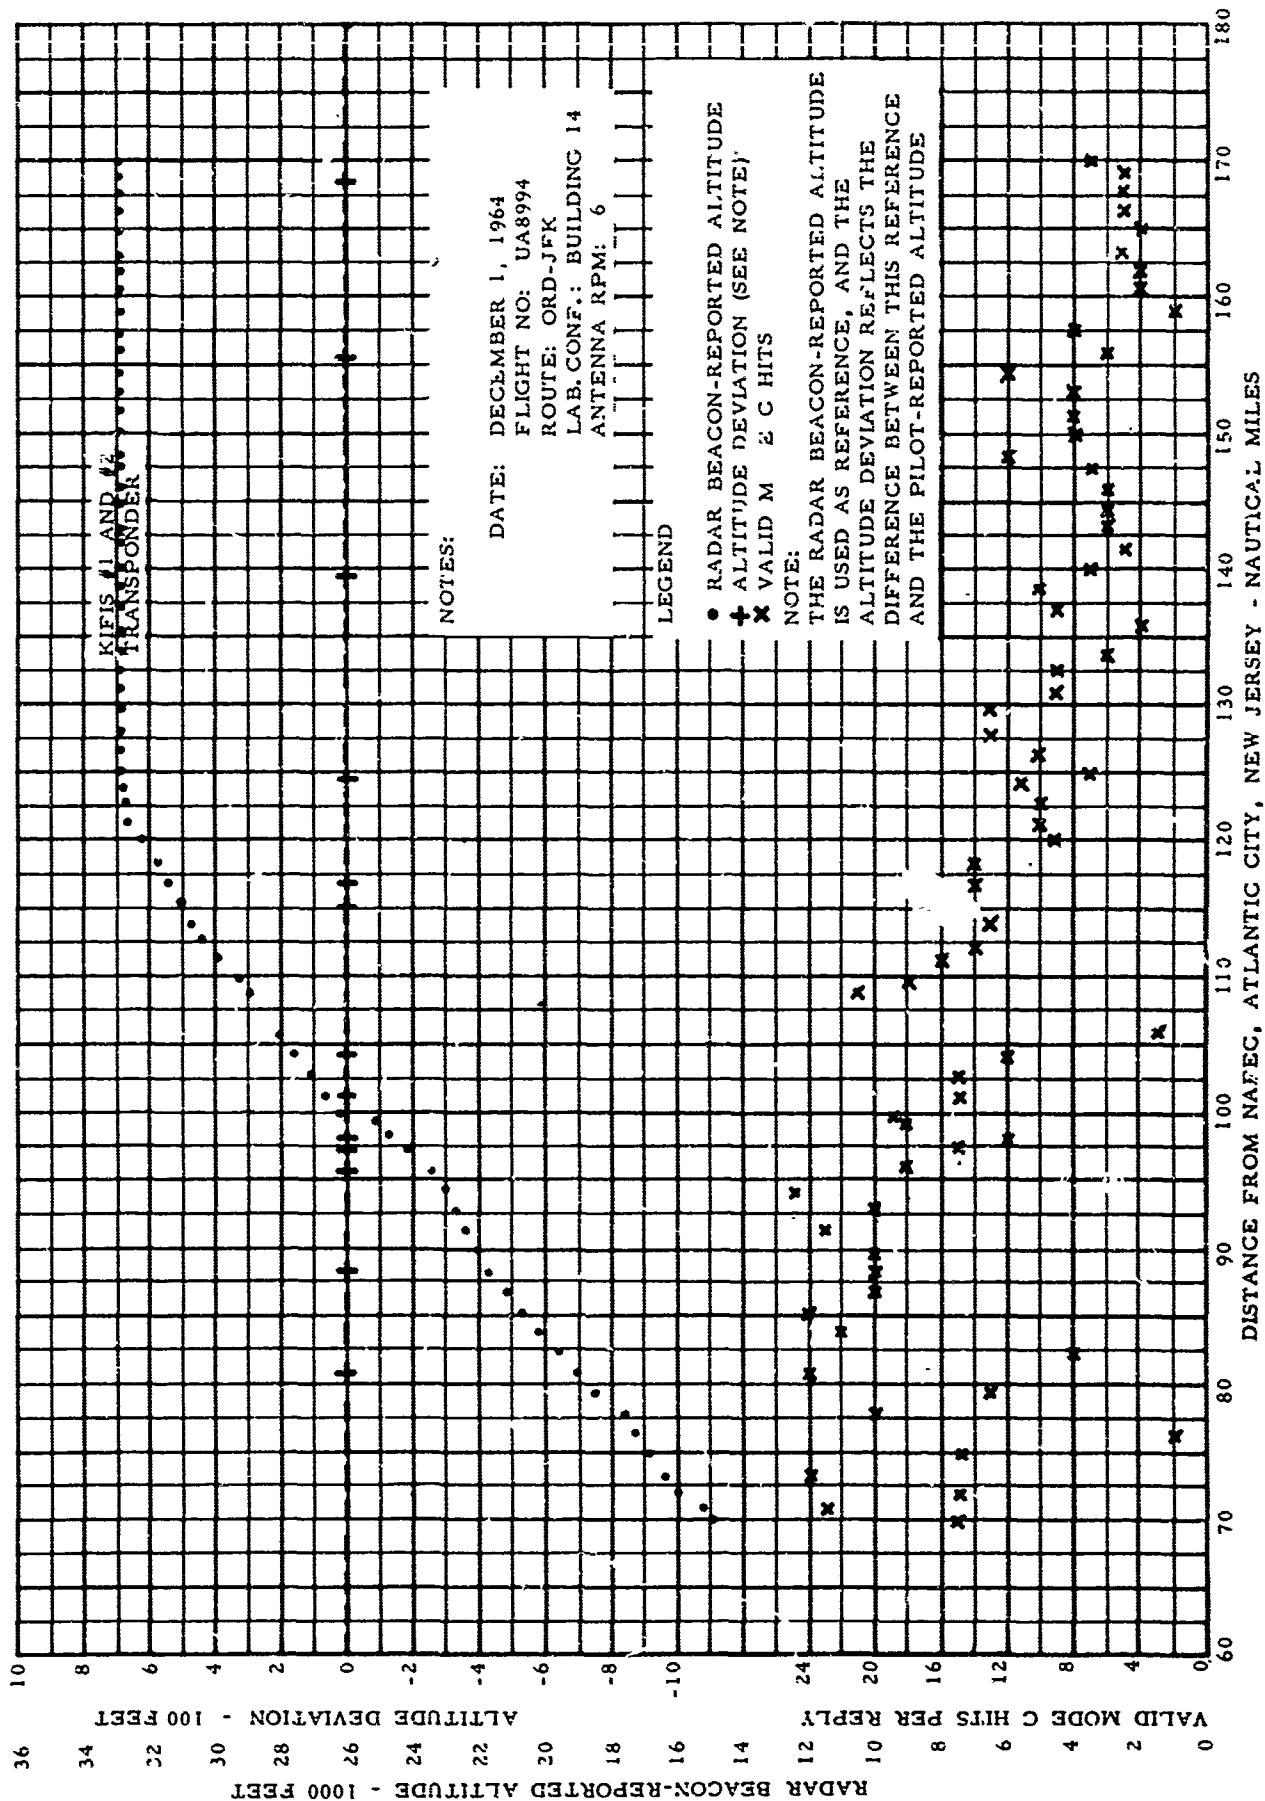 KIFIS #1 AND #2
TRANSPONDER
NOTES:
DATE: DECEMBER 1, 1964
FLIGHT NO: UA8994
ROUTE: ORD-JFK
LAB. CONF.: BUILDING 14
ANTENNA RPM: 6
LEGEND
• RADAR BEACON-REPORTED ALTITUDE
+ ALTITUDE DEVIATION (SEE NOTE)
x VALID M E C HITS
NOTE:
THE RADAR BEACON-REPORTED ALTITUDE
IS USED AS REFERENCE, AND THE
ALTITUDE DEVIATION REFLECTS THE
DIFFERENCE BETWEEN THIS REFERENCE
AND THE PILOT-REPORTED ALTITUDE
RADAR BEACON-REPORTED ALTITUDE - 1000 FEET
36 34 32 30 28 26 24 22 20 18 16 14 12 10 8 6 4 2 0
ALTITUDE DEVIATION - 100 FEET
10 8 6 4 2 0 -2 -4 -6 -8 -10
VALID MODE C HITS PER REPLY
24 20 16 12 8 4 0
60 70 80 90 100 110 120 130 140 150 160 170 180
DISTANCE FROM NAFEC, ATLANTIC CITY, NEW JERSEY - NAUTICAL MILES